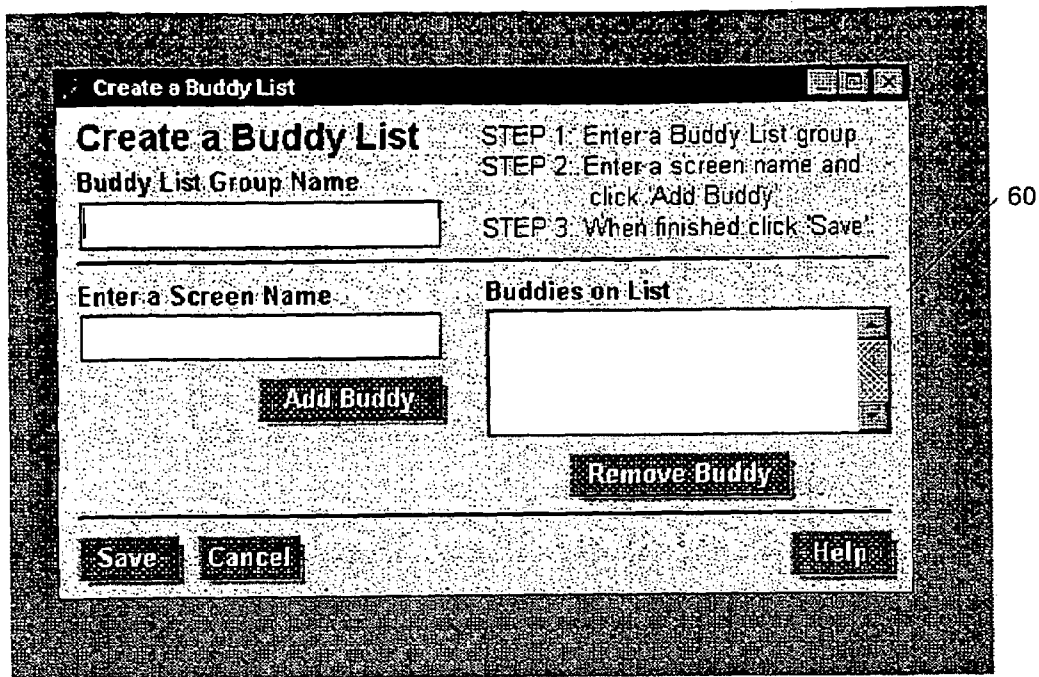 Create a Buddy List
Create a Buddy List
Buddy List Group Name
STEP 1: Enter a Buddy List group.
STEP 2: Enter a screen name and
click 'Add Buddy'
STEP 3: When finished click 'Save'.
60
Enter a Screen Name
Add Buddy
Buddies on List
Remove Buddy
Save
Cancel
Help